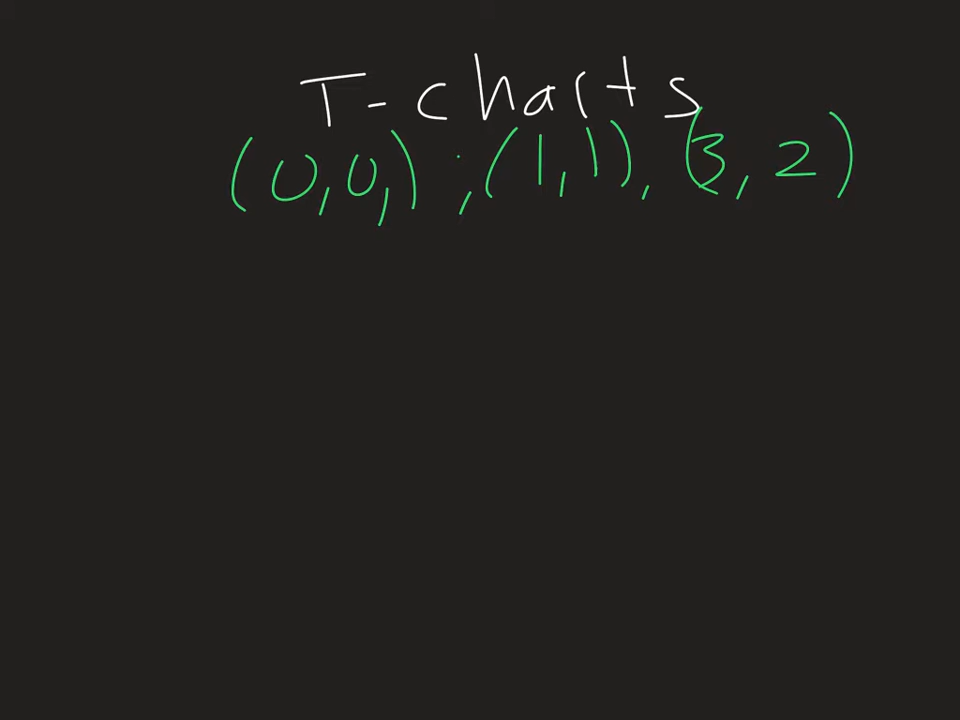 T-charts
(0,0,) ;(1,1), (3,2)